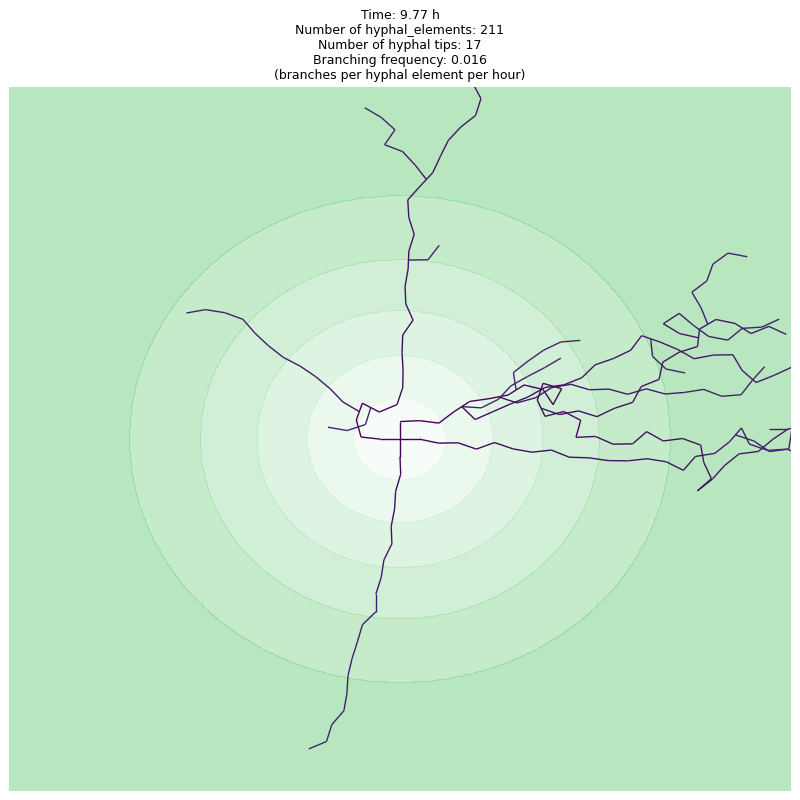 Time: 9.77 h
Number of hyphal_elements: 211
Number of hyphal tips: 17
Branching frequency: 0.016
(branches per hyphal element per hour)